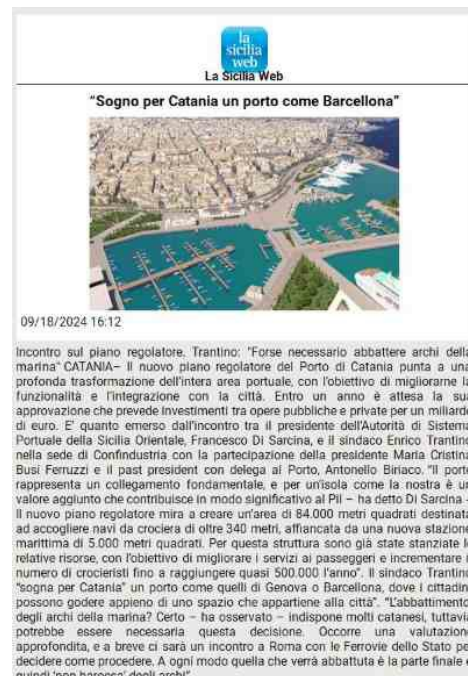 la
sicilia
web
La Sicilia Web
“Sogno per Catania un porto come Barcellona”
09/18/2024 16:12
Incontro sul piano regolatore. Trantino: "Forse necessario abbattere archi della
marina" CATANIA– Il nuovo piano regolatore del Porto di Catania punta a una
profonda trasformazione dell'intera area portuale, con l'obiettivo di migliorarne la
funzionalità e l'integrazione con la città. Entro un anno è attesa la sua
approvazione che prevede investimenti tra opere pubbliche e private per un miliardo
di euro. E' quanto emerso dall'incontro tra il presidente dell'Autorità di Sistema
Portuale della Sicilia Orientale, Francesco Di Sarcina, e il sindaco Enrico Trantino
nella sede di Confindustria con la partecipazione della presidente Maria Cristina
Busi Ferruzzi e il past president con delega al Porto, Antonello Biriaco. "Il porto
rappresenta un collegamento fondamentale, e per un'isola come la nostra è un
valore aggiunto che contribuisce in modo significativo al Pil – ha detto Di Sarcina -
Il nuovo piano regolatore mira a creare un'area di 84.000 metri quadrati destinata
ad accogliere navi da crociera di oltre 340 metri, affiancata da una nuova stazione
marittima di 5.000 metri quadrati. Per questa struttura sono già state stanziate le
relative risorse, con l'obiettivo di migliorare i servizi ai passeggeri e incrementare il
numero di crocieristi fino a raggiungere quasi 500.000 l'anno". Il sindaco Trantino
"sogna per Catania" un porto come quelli di Genova o Barcellona, dove i cittadini
possono godere appieno di uno spazio che appartiene alla città". "L'abbattimento
degli archi della marina? Certo – ha osservato – indispone molti catanesi, tuttavia
potrebbe essere necessaria questa decisione. Occorre una valutazione
approfondita, e a breve ci sarà un incontro a Roma con le Ferrovie dello Stato per
decidere come procedere. A ogni modo quella che verrà abbattuta è la parte finale e
quindi 'non barocca' degli archi".